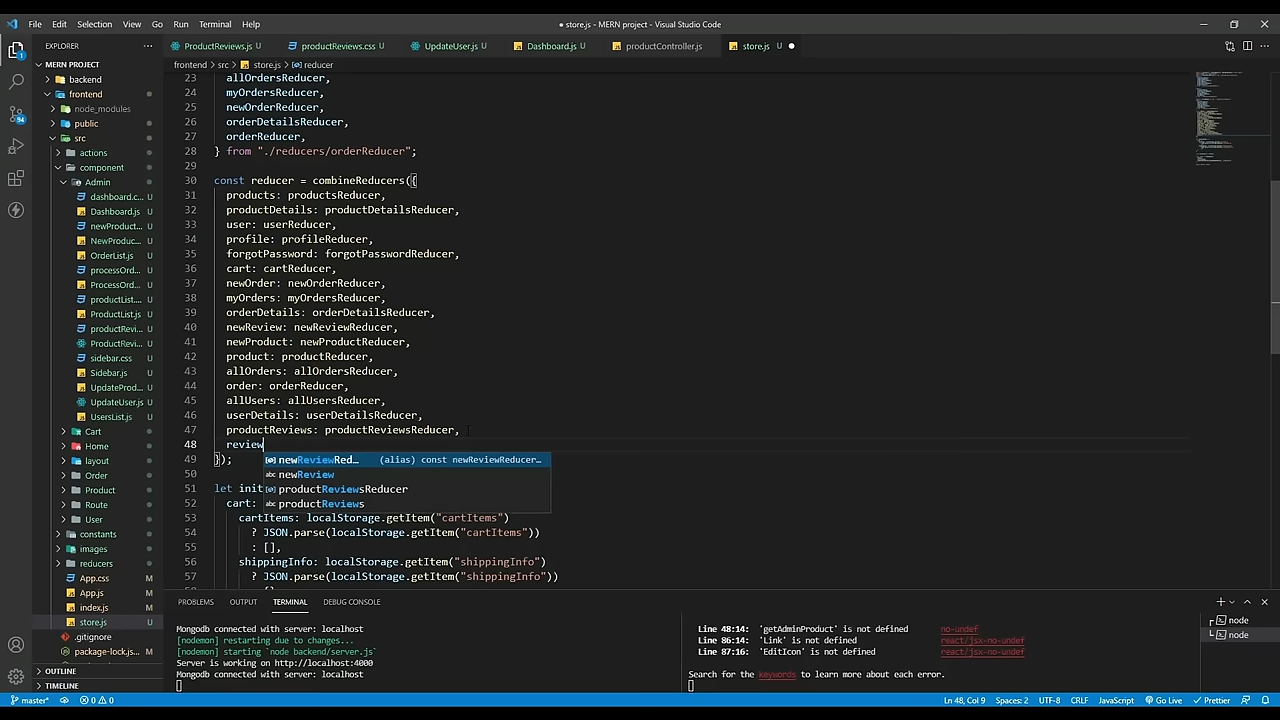 File Edit Selection View Go Run Terminal Help
● store.js - MERN project - Visual Studio Code
EXPLORER
ProductReviews.js U
productReviews.css U
UpdateUser.js U
Dashboard.js U
productController.js
store.js U
MERN PROJECT
backend
frontend
node_modules
public
src
actions
component
Admin
dashboard.c... U
Dashboard.js U
newProduct... U
NewProduc... U
OrderList.js U
processOrd... U
ProcessOrd... U
productList.... U
ProductList.js U
productRevi... U
ProductRevi... U
sidebar.css U
Sidebar.js U
UpdateProd... U
UpdateUser.js U
UsersList.js U
Cart
Home
layout
Order
Product
Route
User
constants
images
reducers
App.css M
App.js M
index.js M
store.js U
.gitignore
package-lock.js... M
OUTLINE
TIMELINE
frontend > src > store.js > reducer
23 allOrdersReducer,
24 myOrdersReducer,
25 newOrderReducer,
26 orderDetailsReducer,
27 orderReducer,
28 } from "./reducers/orderReducer";
29
30 const reducer = combineReducers({
31 products: productsReducer,
32 productDetails: productDetailsReducer,
33 user: userReducer,
34 profile: profileReducer,
35 forgotPassword: forgotPasswordReducer,
36 cart: cartReducer,
37 newOrder: newOrderReducer,
38 myOrders: myOrdersReducer,
39 orderDetails: orderDetailsReducer,
40 newReview: newReviewReducer,
41 newProduct: newProductReducer,
42 product: productReducer,
43 allOrders: allOrdersReducer,
44 order: orderReducer,
45 allUsers: allUsersReducer,
46 userDetails: userDetailsReducer,
47 productReviews: productReviewsReducer,
48 review
newReviewRed… (alias) const newReviewReducer…
newReview
productReviewsReducer
productReviews
49 });
50
51 let init
52 cart:
53 cartItems: localStorage.getItem("cartItems")
54 ? JSON.parse(localStorage.getItem("cartItems"))
55 : [],
56 shippingInfo: localStorage.getItem("shippingInfo")
57 ? JSON.parse(localStorage.getItem("shippingInfo"))
PROBLEMS OUTPUT TERMINAL DEBUG CONSOLE
Mongodb connected with server: localhost
[nodemon] restarting due to changes...
[nodemon] starting `node backend/server.js`
Server is working on http://localhost:4000
Mongodb connected with server: localhost
Line 48:14: 'getAdminProduct' is not defined no-undef
Line 86:14: 'Link' is not defined react/jsx-no-undef
Line 87:16: 'EditIcon' is not defined react/jsx-no-undef
Search for the keywords to learn more about each error.
node
node
master* 0 0
Ln 48, Col 9 Spaces: 2 UTF-8 CRLF JavaScript Go Live Prettier